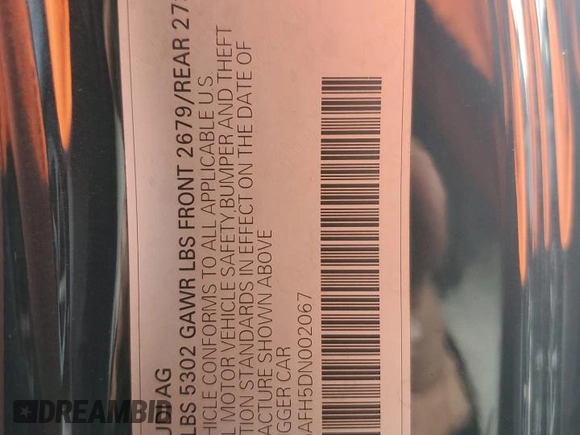 UDI AG
LBS 5302 GAWR LBS FRONT 2679/REAR 27
HICLE CONFORMS TO ALL APPLICABLE U.S.
L MOTOR VEHICLE SAFETY, BUMPER AND THEFT
TION STANDARDS IN EFFECT ON THE DATE OF
ACTURE SHOWN ABOVE
GGER CAR
AFH5DN002067
DREAMBID